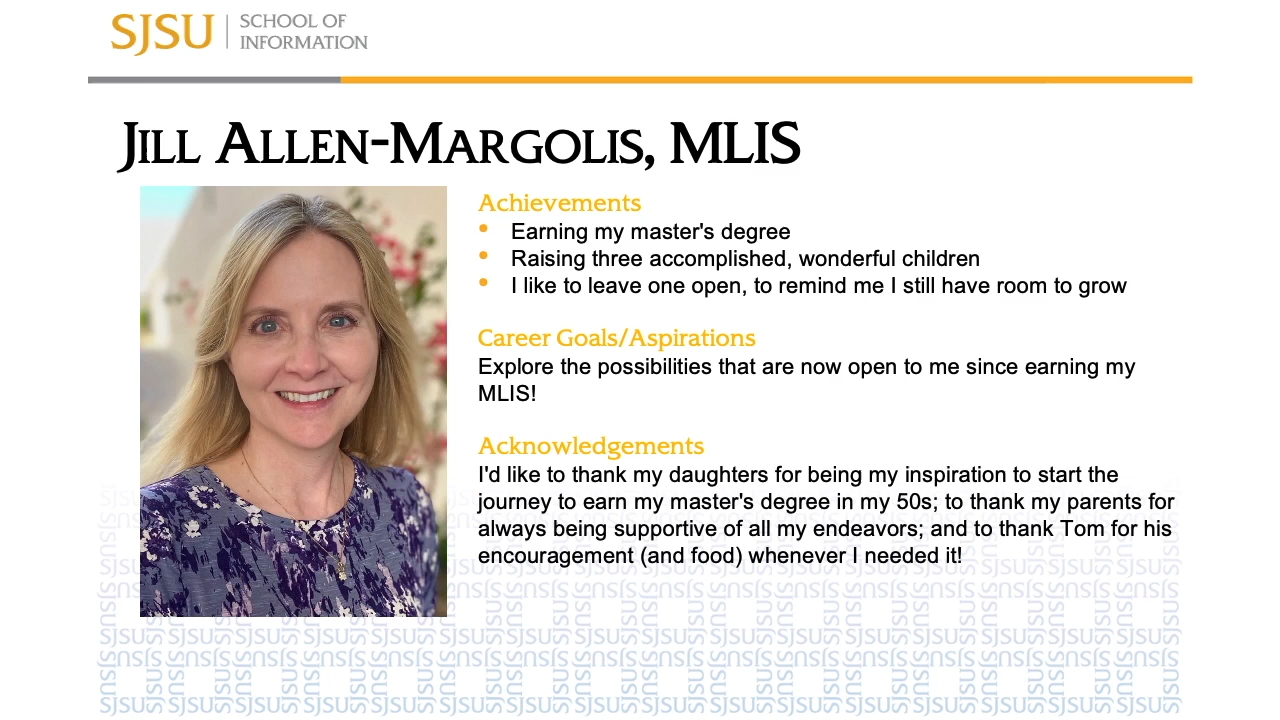 SJSU SCHOOL OF
INFORMATION
JILL ALLEN-MARGOLIS, MLIS
Achievements
• Earning my master's degree
• Raising three accomplished, wonderful children
• I like to leave one open, to remind me I still have room to grow
Career Goals/Aspirations
Explore the possibilities that are now open to me since earning my
MLIS!
Acknowledgements
I'd like to thank my daughters for being my inspiration to start the
journey to earn my master's degree in my 50s; to thank my parents for
always being supportive of all my endeavors; and to thank Tom for his
encouragement (and food) whenever I needed it!